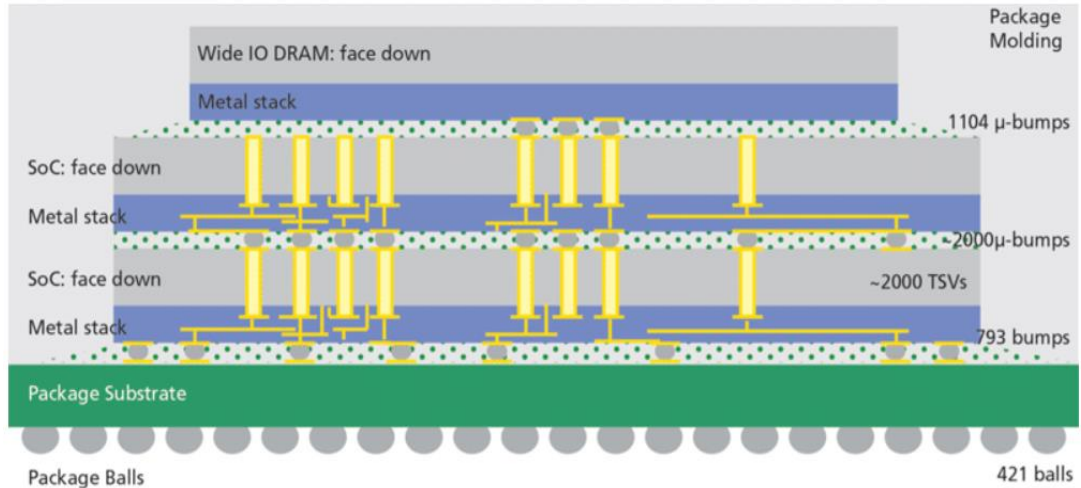 Package
Molding
Wide IO DRAM: face down
Metal stack
1104 μ-bumps
SoC: face down
Metal stack
~2000μ-bumps
SoC: face down
~2000 TSVs
Metal stack
793 bumps
Package Substrate
Package Balls
421 balls